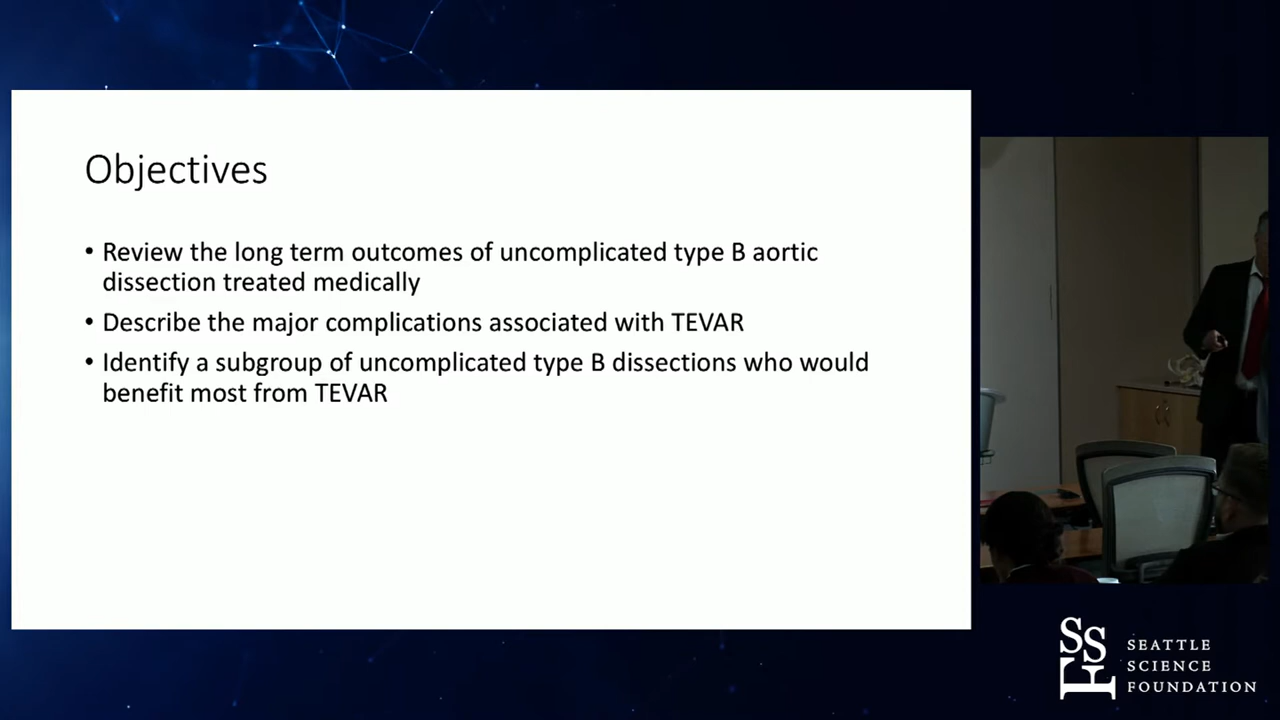 Objectives
• Review the long term outcomes of uncomplicated type B aortic
dissection treated medically
• Describe the major complications associated with TEVAR
• Identify a subgroup of uncomplicated type B dissections who would
benefit most from TEVAR
SSF
SEATTLE
SCIENCE
FOUNDATION